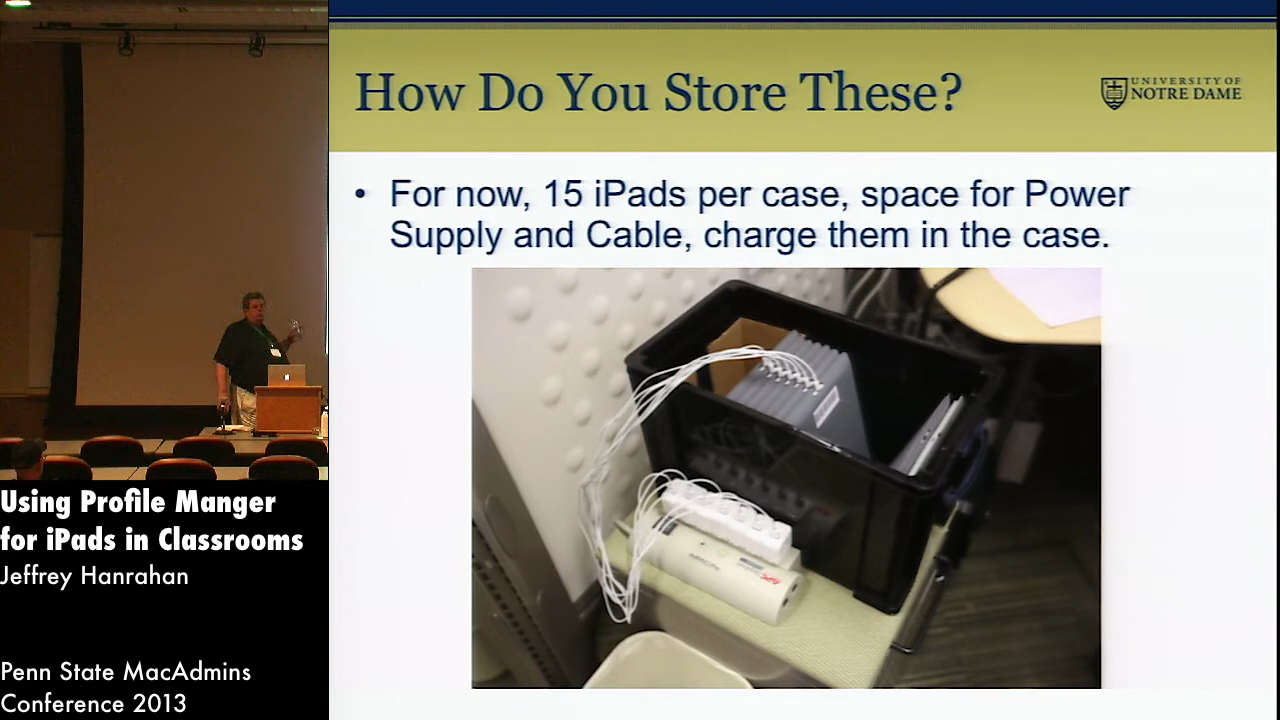 How Do You Store These?
UNIVERSITY OF
NOTRE DAME
• For now, 15 iPads per case, space for Power
Supply and Cable, charge them in the case.
APC
Using Profile Manger
for iPads in Classrooms
Jeffrey Hanrahan
Penn State MacAdmins
Conference 2013